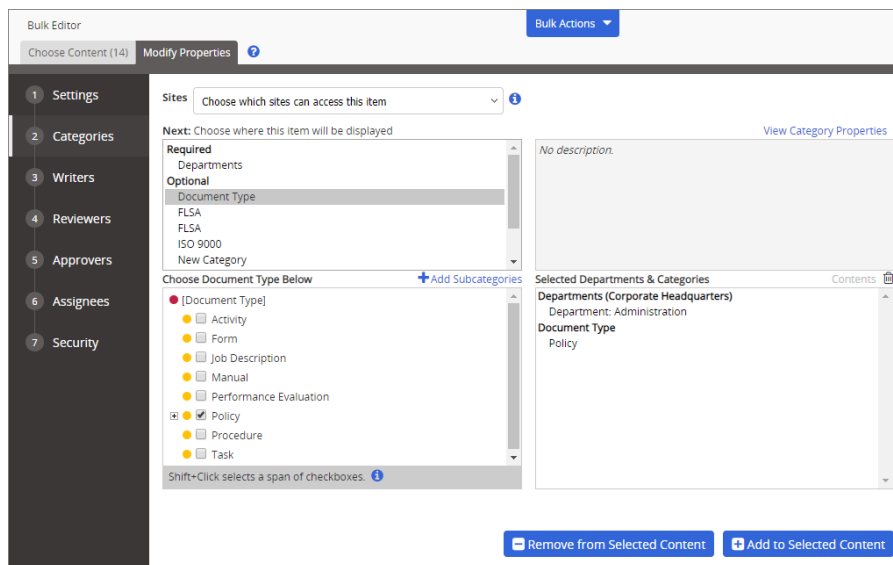 Bulk Editor
Bulk Actions
Choose Content (14)
Modify Properties
?
1 Settings
2 Categories
3 Writers
4 Reviewers
5 Approvers
6 Assignees
7 Security
Sites Choose which sites can access this item
Next: Choose where this item will be displayed
View Category Properties
Required
Departments
Optional
Document Type
FLSA
FLSA
ISO 9000
New Category
No description.
Choose Document Type Below
Add Subcategories
[Document Type]
Activity
Form
Job Description
Manual
Performance Evaluation
Policy
Procedure
Task
Shift+Click selects a span of checkboxes.
Selected Departments & Categories
Contents
Departments (Corporate Headquarters)
Department: Administration
Document Type
Policy
Remove from Selected Content
Add to Selected Content